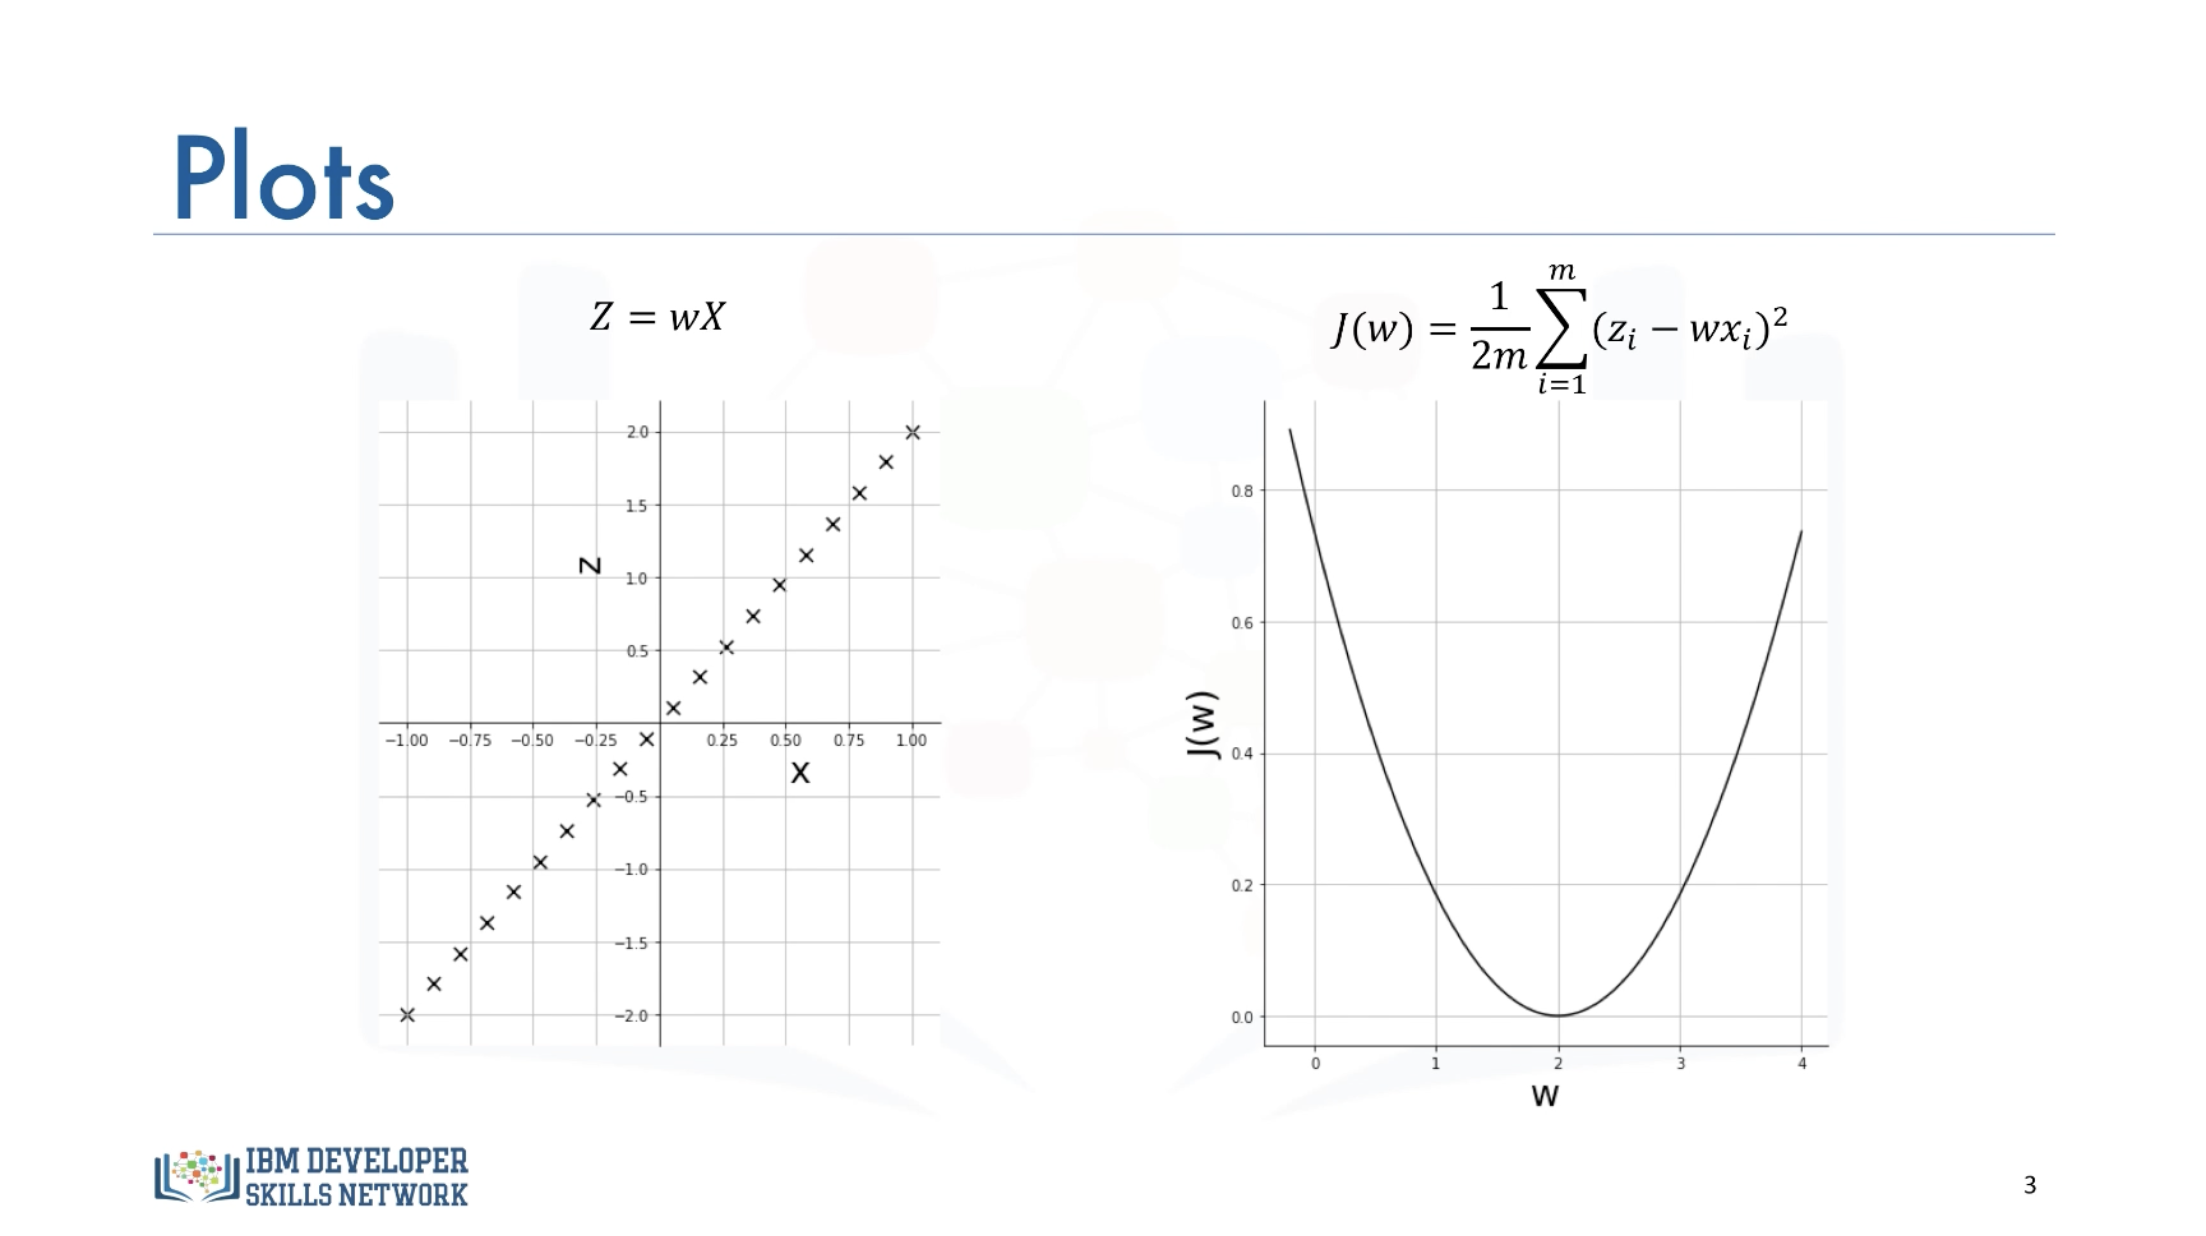 Plots
Z = wX
J(w) = \frac{1}{2m} \sum_{i=1}^{m} (z_i − wx_i)^2
2.0
1.5
Z
1.0
0.5
−1.00 −0.75 −0.50 −0.25 0.25 0.50 0.75 1.00
X
−0.5
−1.0
−1.5
−2.0
0.8
0.6
J(w)
0.4
0.2
0.0
0 1 2 3 4
w
IBM DEVELOPER
SKILLS NETWORK
3